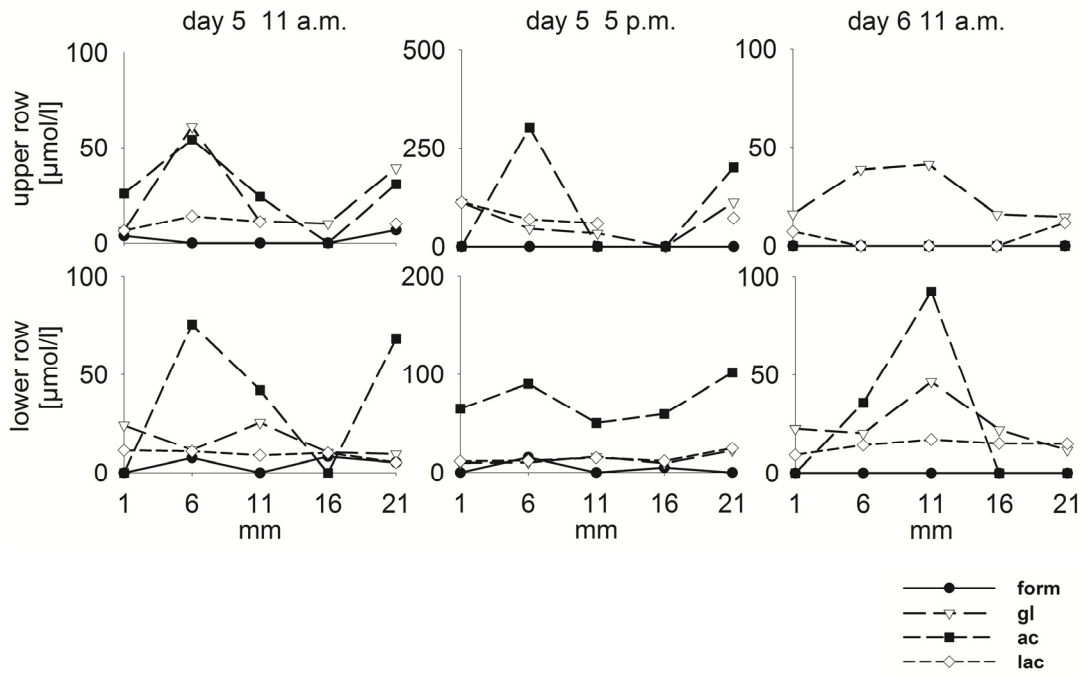 day 5 11 a.m.
day 5 5 p.m.
day 6 11 a.m.
upper row
[µmol/l]
100
50
0
500
250
0
100
50
0
lower row
[µmol/l]
100
50
0
200
100
0
100
50
0
1 6 11 16 21
mm
1 6 11 16 21
mm
1 6 11 16 21
mm
form
gl
ac
lac